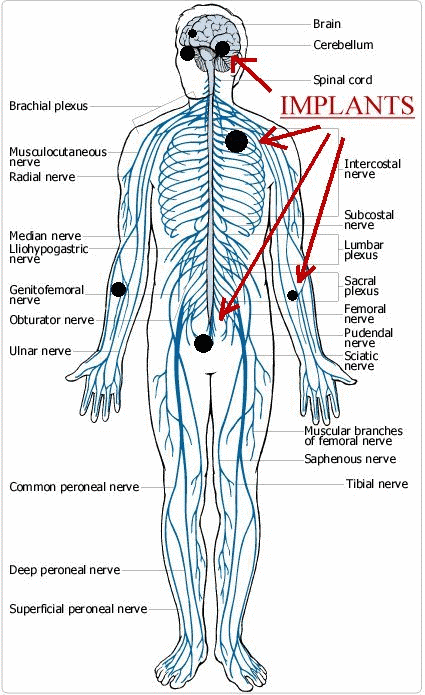 Brain
Cerebellum
Spinal cord
IMPLANTS
Brachial plexus
Musculocutaneous
nerve
Radial nerve
Intercostal
nerve
Subcostal
nerve
Median nerve
Lliohypogastric
nerve
Lumbar
plexus
Genitofemoral
nerve
Sacral
plexus
Obturator nerve
Femoral
nerve
Pudendal
nerve
Ulnar nerve
Sciatic
nerve
Muscular branches
of femoral nerve
Saphenous nerve
Common peroneal nerve
Tibial nerve
Deep peroneal nerve
Superficial peroneal nerve